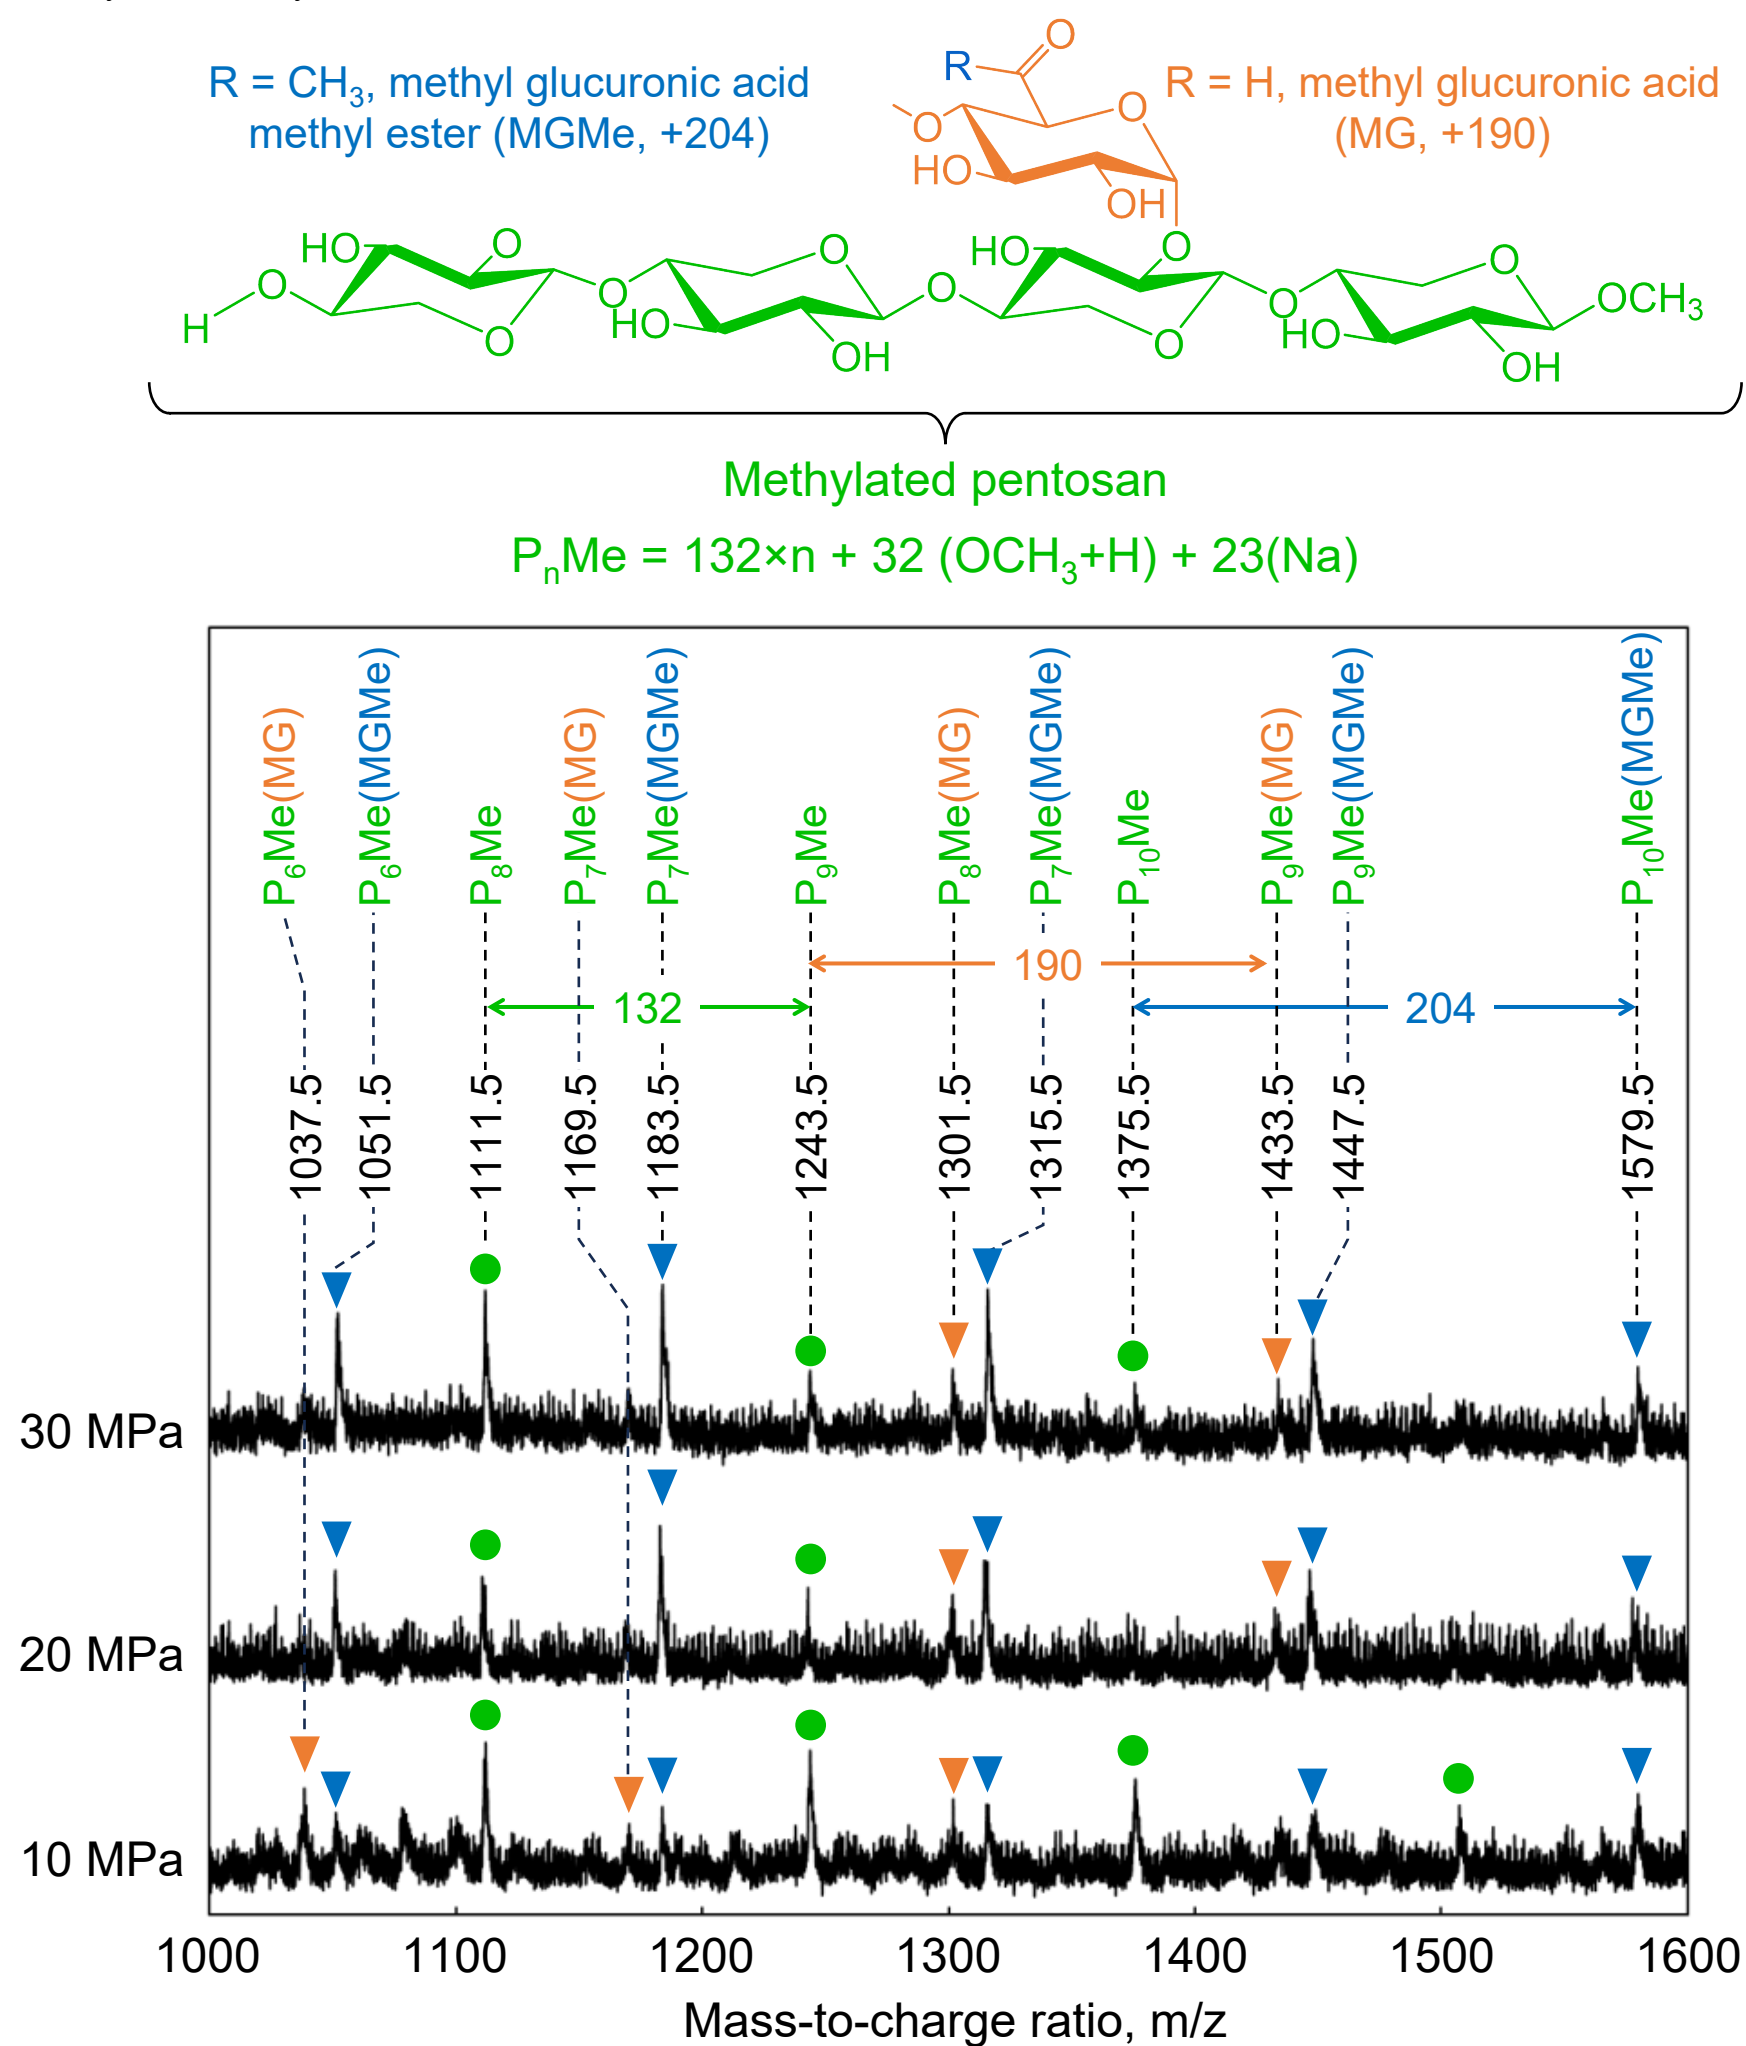 R = CH3, methyl glucuronic acid
methyl ester (MGMe, +204)
R
O
O
O
HO
OH
R = H, methyl glucuronic acid
(MG, +190)
H
O
HO
O
O
O
HO
O
OH
O
HO
O
O
O
HO
O
OH
OCH3
Methylated pentosan
PnMe = 132×n + 32 (OCH3+H) + 23(Na)
P6Me(MG)
P6Me(MGMe)
P8Me
P7Me(MG)
P7Me(MGMe)
P9Me
P8Me(MG)
P7Me(MGMe)
P10Me
P9Me(MG)
P9Me(MGMe)
P10Me(MGMe)
190
132
204
1037.5
1051.5
1111.5
1169.5
1183.5
1243.5
1301.5
1315.5
1375.5
1433.5
1447.5
1579.5
30 MPa
20 MPa
10 MPa
1000 1100 1200 1300 1400 1500 1600
Mass-to-charge ratio, m/z